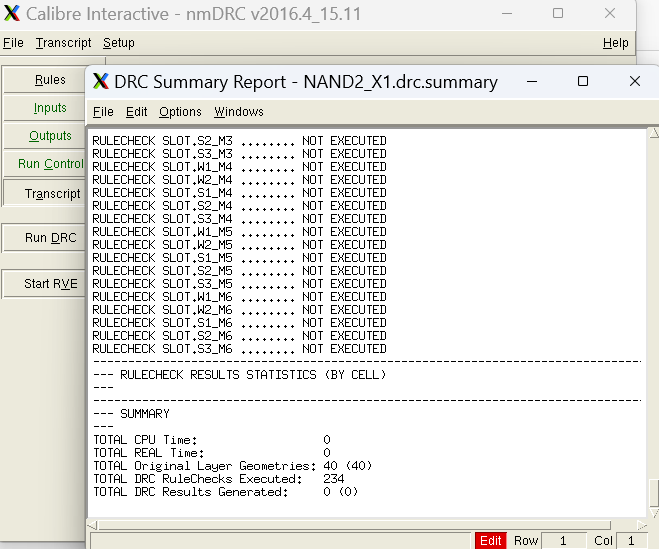 Calibre Interactive - nmDRC v2016.4_15.11
File Transcript Setup Help
Rules
Inputs
Outputs
Run Control
Transcript
Run DRC
Start RVE
DRC Summary Report - NAND2_X1.drc.summary
File Edit Options Windows
RULECHECK SLOT.S2_M3 ........ NOT EXECUTED
RULECHECK SLOT.S3_M3 ........ NOT EXECUTED
RULECHECK SLOT.W1_M4 ........ NOT EXECUTED
RULECHECK SLOT.W2_M4 ........ NOT EXECUTED
RULECHECK SLOT.S1_M4 ........ NOT EXECUTED
RULECHECK SLOT.S2_M4 ........ NOT EXECUTED
RULECHECK SLOT.S3_M4 ........ NOT EXECUTED
RULECHECK SLOT.W1_M5 ........ NOT EXECUTED
RULECHECK SLOT.W2_M5 ........ NOT EXECUTED
RULECHECK SLOT.S1_M5 ........ NOT EXECUTED
RULECHECK SLOT.S2_M5 ........ NOT EXECUTED
RULECHECK SLOT.S3_M5 ........ NOT EXECUTED
RULECHECK SLOT.W1_M6 ........ NOT EXECUTED
RULECHECK SLOT.W2_M6 ........ NOT EXECUTED
RULECHECK SLOT.S1_M6 ........ NOT EXECUTED
RULECHECK SLOT.S2_M6 ........ NOT EXECUTED
RULECHECK SLOT.S3_M6 ........ NOT EXECUTED
----------------------------------------------------------------------------------
--- RULECHECK RESULTS STATISTICS (BY CELL)
---
----------------------------------------------------------------------------------
--- SUMMARY
---
TOTAL CPU Time: 0
TOTAL REAL Time: 0
TOTAL Original Layer Geometries: 40 (40)
TOTAL DRC RuleChecks Executed: 234
TOTAL DRC Results Generated: 0 (0)
Edit Row 1 Col 1